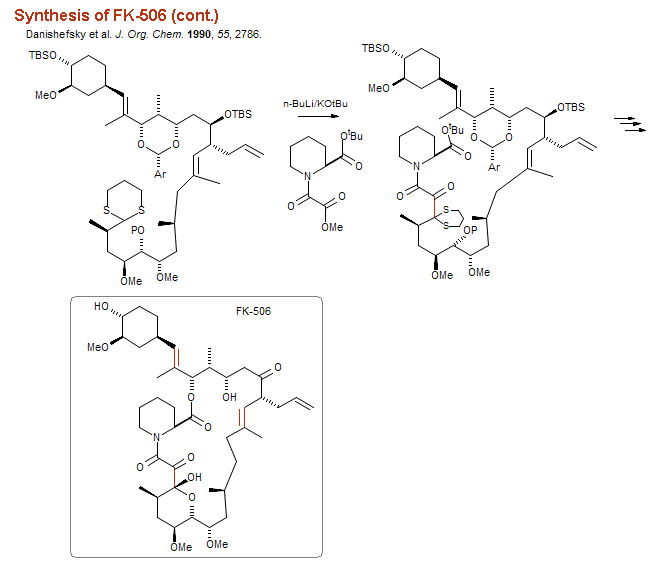 Synthesis of FK-506 (cont.)
Danishefsky et al. J. Org. Chem. 1990, 55, 2786.
TBSO
MeO
OTBS
O
O
Ar
S
S
PO
OMe
OMe
n-BuLi/KOtBu
OtBu
O
N
O
O
OMe
TBSO
MeO
OTBS
O
O
Ar
OtBu
O
N
O
O
S
S
OP
OMe
OMe
FK-506
HO
MeO
O
OH
O
O
N
O
O
OH
O
OMe
OMe